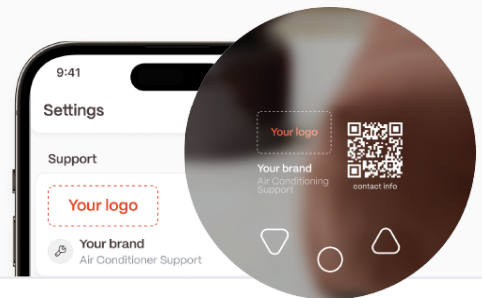 9:41
Settings
Support
Your logo
Your brand
Air Conditioner Support
Your logo
Your brand
Air Conditioning
Support
contact info